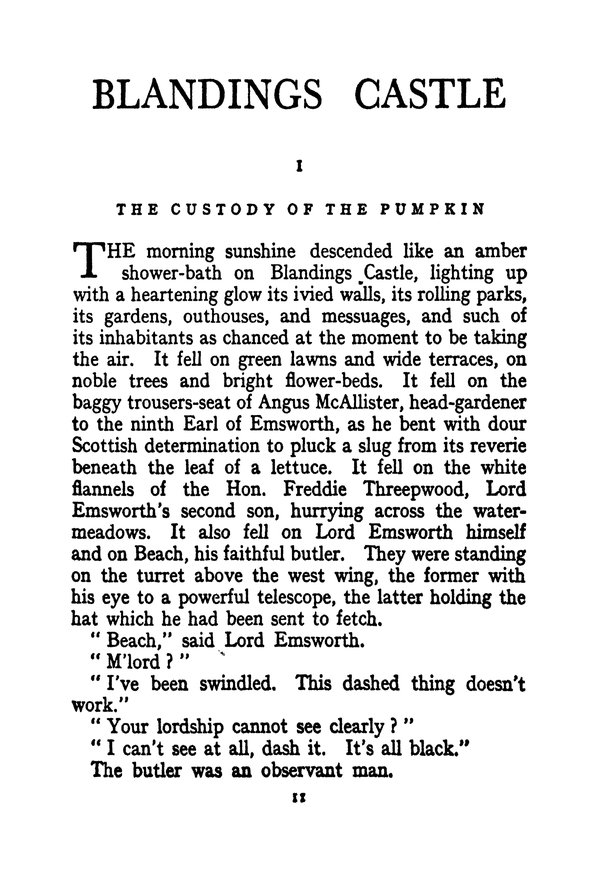 BLANDINGS CASTLE
I
THE CUSTODY OF THE PUMPKIN
THE morning sunshine descended like an amber
shower-bath on Blandings Castle, lighting up
with a heartening glow its ivied walls, its rolling parks,
its gardens, outhouses, and messuages, and such of
its inhabitants as chanced at the moment to be taking
the air. It fell on green lawns and wide terraces, on
noble trees and bright flower-beds. It fell on the
baggy trousers-seat of Angus McAllister, head-gardener
to the ninth Earl of Emsworth, as he bent with dour
Scottish determination to pluck a slug from its reverie
beneath the leaf of a lettuce. It fell on the white
flannels of the Hon. Freddie Threepwood, Lord
Emsworth's second son, hurrying across the water-
meadows. It also fell on Lord Emsworth himself
and on Beach, his faithful butler. They were standing
on the turret above the west wing, the former with
his eye to a powerful telescope, the latter holding the
hat which he had been sent to fetch.
" Beach," said Lord Emsworth.
" M'lord ? "
" I've been swindled. This dashed thing doesn't
work."
" Your lordship cannot see clearly ? "
" I can't see at all, dash it. It's all black."
The butler was an observant man.
11